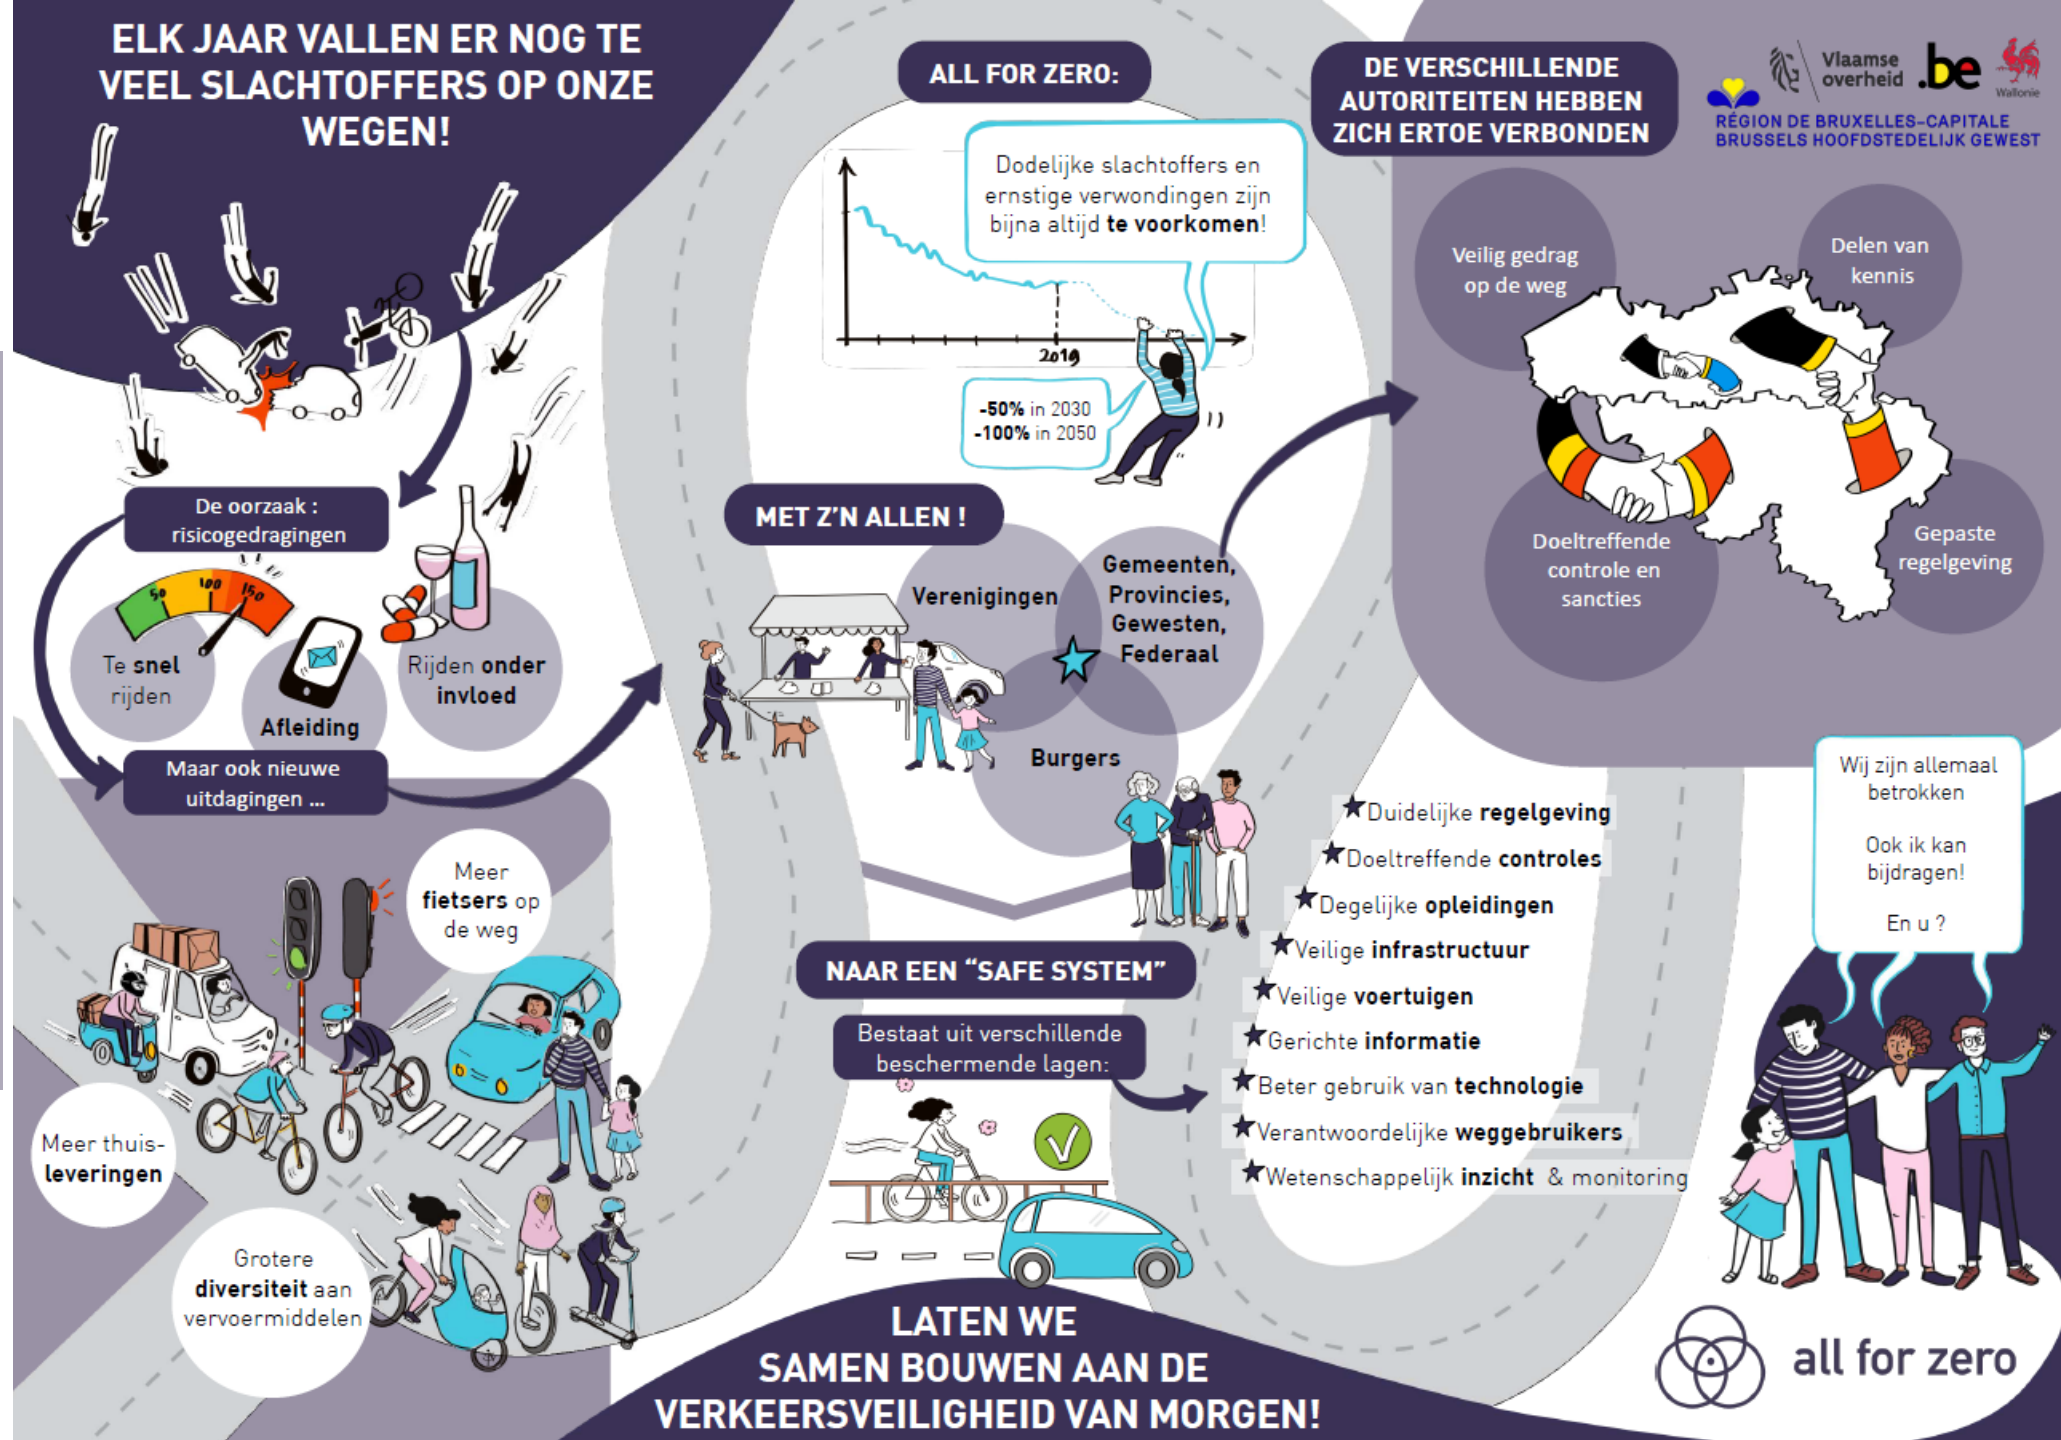 ELK JAAR VALLEN ER NOG TE
VEEL SLACHTOFFERS OP ONZE
WEGEN!
De oorzaak :
risicogedragingen
50
100
150
Te snel
rijden
Afleiding
Rijden onder
invloed
Maar ook nieuwe
uitdagingen ...
Meer
fietsers op
de weg
Meer thuis-
leveringen
Grotere
diversiteit aan
vervoermiddelen
ALL FOR ZERO:
Dodelijke slachtoffers en
ernstige verwondingen zijn
bijna altijd te voorkomen!
2019
-50% in 2030
-100% in 2050
MET Z'N ALLEN !
Verenigingen
Gemeenten,
Provincies,
Gewesten,
Federaal
Burgers
NAAR EEN “SAFE SYSTEM”
Bestaat uit verschillende
beschermende lagen:
Duidelijke regelgeving
Doeltreffende controles
Degelijke opleidingen
Veilige infrastructuur
Veilige voertuigen
Gerichte informatie
Beter gebruik van technologie
Verantwoordelijke weggebruikers
Wetenschappelijk inzicht & monitoring
DE VERSCHILLENDE
AUTORITEITEN HEBBEN
ZICH ERTOE VERBONDEN
Vlaamse
overheid
.be
Wallonie
RÉGION DE BRUXELLES-CAPITALE
BRUSSELS HOOFDSTEDELIJK GEWEST
Veilig gedrag
op de weg
Delen van
kennis
Doeltreffende
controle en
sancties
Gepaste
regelgeving
Wij zijn allemaal
betrokken
Ook ik kan
bijdragen!
En u ?
LATEN WE
SAMEN BOUWEN AAN DE
VERKEERSVEILIGHEID VAN MORGEN!
all for zero